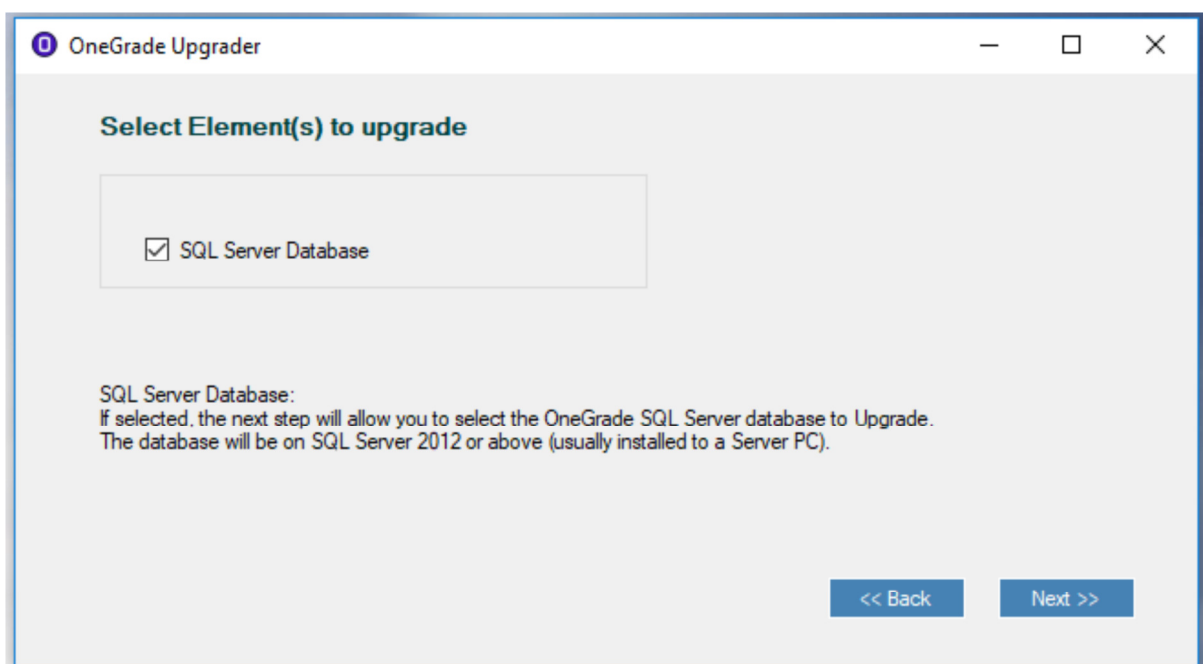 OneGrade Upgrader
Select Element(s) to upgrade
SQL Server Database
SQL Server Database:
If selected, the next step will allow you to select the OneGrade SQL Server database to Upgrade.
The database will be on SQL Server 2012 or above (usually installed to a Server PC).
<< Back
Next >>